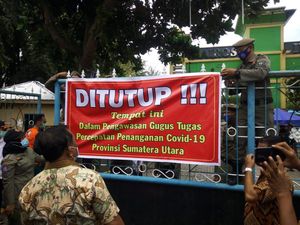 DITUTUP !!!
Tempat ini
Dalam Pengawasan Gugus Tugas
Percepatan Penanganan Covid-19
Provinsi Sumatera Utara